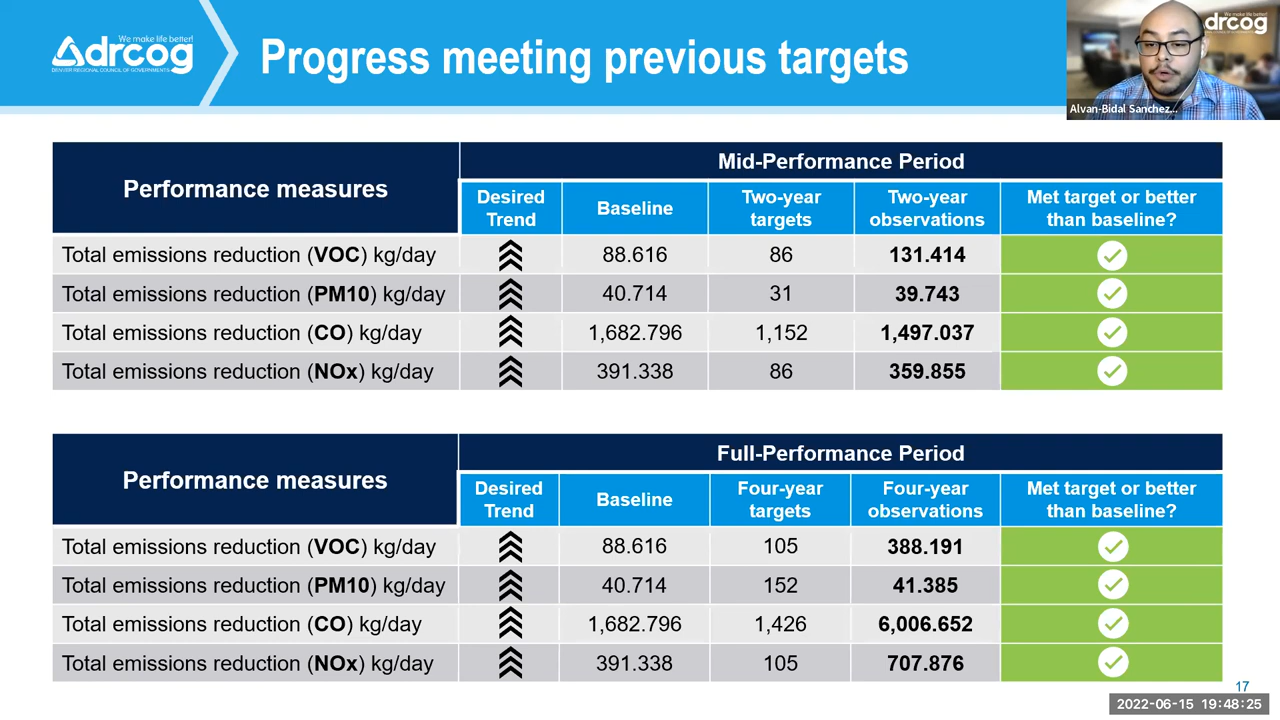 We make life better!
drcog
DENVER REGIONAL COUNCIL OF GOVERNMENTS
Progress meeting previous targets
We make life better!
drcog
Alvan-Bidal Sanchez...
Performance measures
Mid-Performance Period
Desired Trend Baseline Two-year targets Two-year observations Met target or better than baseline?
Total emissions reduction (VOC) kg/day 88.616 86 131.414
Total emissions reduction (PM10) kg/day 40.714 31 39.743
Total emissions reduction (CO) kg/day 1,682.796 1,152 1,497.037
Total emissions reduction (NOx) kg/day 391.338 86 359.855
Performance measures
Full-Performance Period
Desired Trend Baseline Four-year targets Four-year observations Met target or better than baseline?
Total emissions reduction (VOC) kg/day 88.616 105 388.191
Total emissions reduction (PM10) kg/day 40.714 152 41.385
Total emissions reduction (CO) kg/day 1,682.796 1,426 6,006.652
Total emissions reduction (NOx) kg/day 391.338 105 707.876
17
2022-06-15 19:48:25